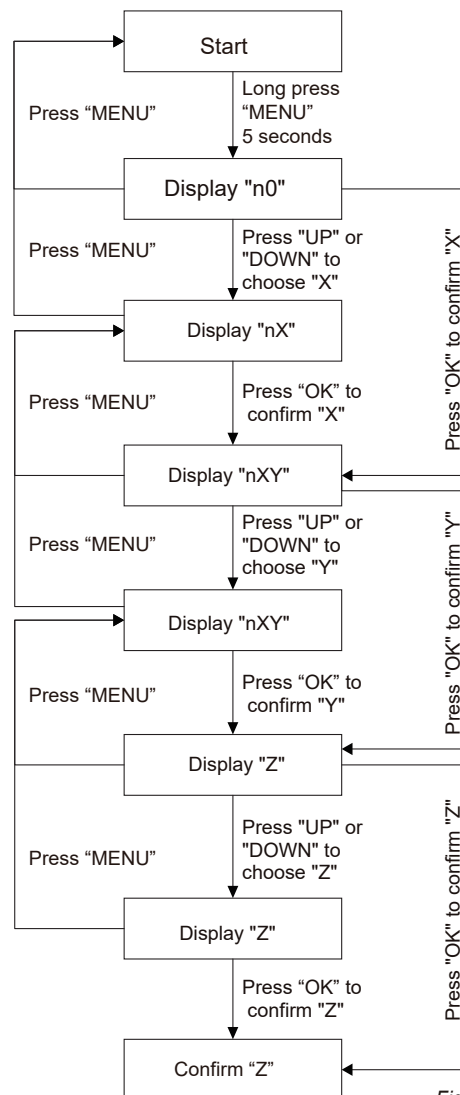 Start
Long press
“MENU”
5 seconds
Press “MENU”
Display "n0"
Press "UP" or
"DOWN" to
choose "X"
Press “MENU”
Press "OK" to confirm "X"
Display "nX"
Press “OK” to
confirm "X"
Press “MENU”
Display "nXY"
Press "UP" or
"DOWN" to
choose "Y"
Press “MENU”
Press "OK" to confirm "Y"
Display "nXY"
Press “OK” to
confirm "Y"
Press “MENU”
Display "Z"
Press "UP" or
"DOWN" to
choose "Z"
Press “MENU”
Press "OK" to confirm "Z"
Display "Z"
Press “OK” to
confirm "Z"
Confirm “Z”